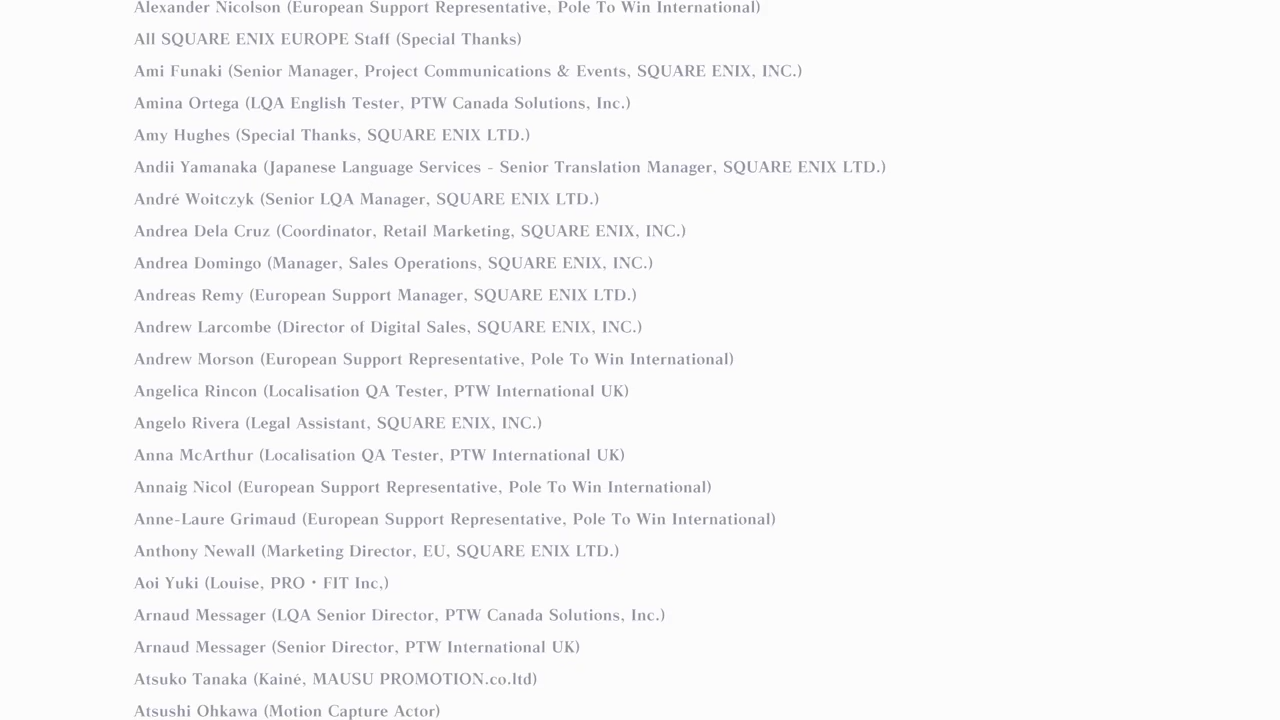 Alexander Nicolson (European Support Representative, Pole To Win International)
All SQUARE ENIX EUROPE Staff (Special Thanks)
Ami Funaki (Senior Manager, Project Communications & Events, SQUARE ENIX, INC.)
Amina Ortega (LQA English Tester, PTW Canada Solutions, Inc.)
Amy Hughes (Special Thanks, SQUARE ENIX LTD.)
Andii Yamanaka (Japanese Language Services - Senior Translation Manager, SQUARE ENIX LTD.)
André Woitczyk (Senior LQA Manager, SQUARE ENIX LTD.)
Andrea Dela Cruz (Coordinator, Retail Marketing, SQUARE ENIX, INC.)
Andrea Domingo (Manager, Sales Operations, SQUARE ENIX, INC.)
Andreas Remy (European Support Manager, SQUARE ENIX LTD.)
Andrew Larcombe (Director of Digital Sales, SQUARE ENIX, INC.)
Andrew Morson (European Support Representative, Pole To Win International)
Angelica Rincon (Localisation QA Tester, PTW International UK)
Angelo Rivera (Legal Assistant, SQUARE ENIX, INC.)
Anna McArthur (Localisation QA Tester, PTW International UK)
Annaig Nicol (European Support Representative, Pole To Win International)
Anne-Laure Grimaud (European Support Representative, Pole To Win International)
Anthony Newall (Marketing Director, EU, SQUARE ENIX LTD.)
Aoi Yuki (Louise, PRO・FIT Inc,)
Arnaud Messager (LQA Senior Director, PTW Canada Solutions, Inc.)
Arnaud Messager (Senior Director, PTW International UK)
Atsuko Tanaka (Kainé, MAUSU PROMOTION.co.ltd)
Atsushi Ohkawa (Motion Capture Actor)